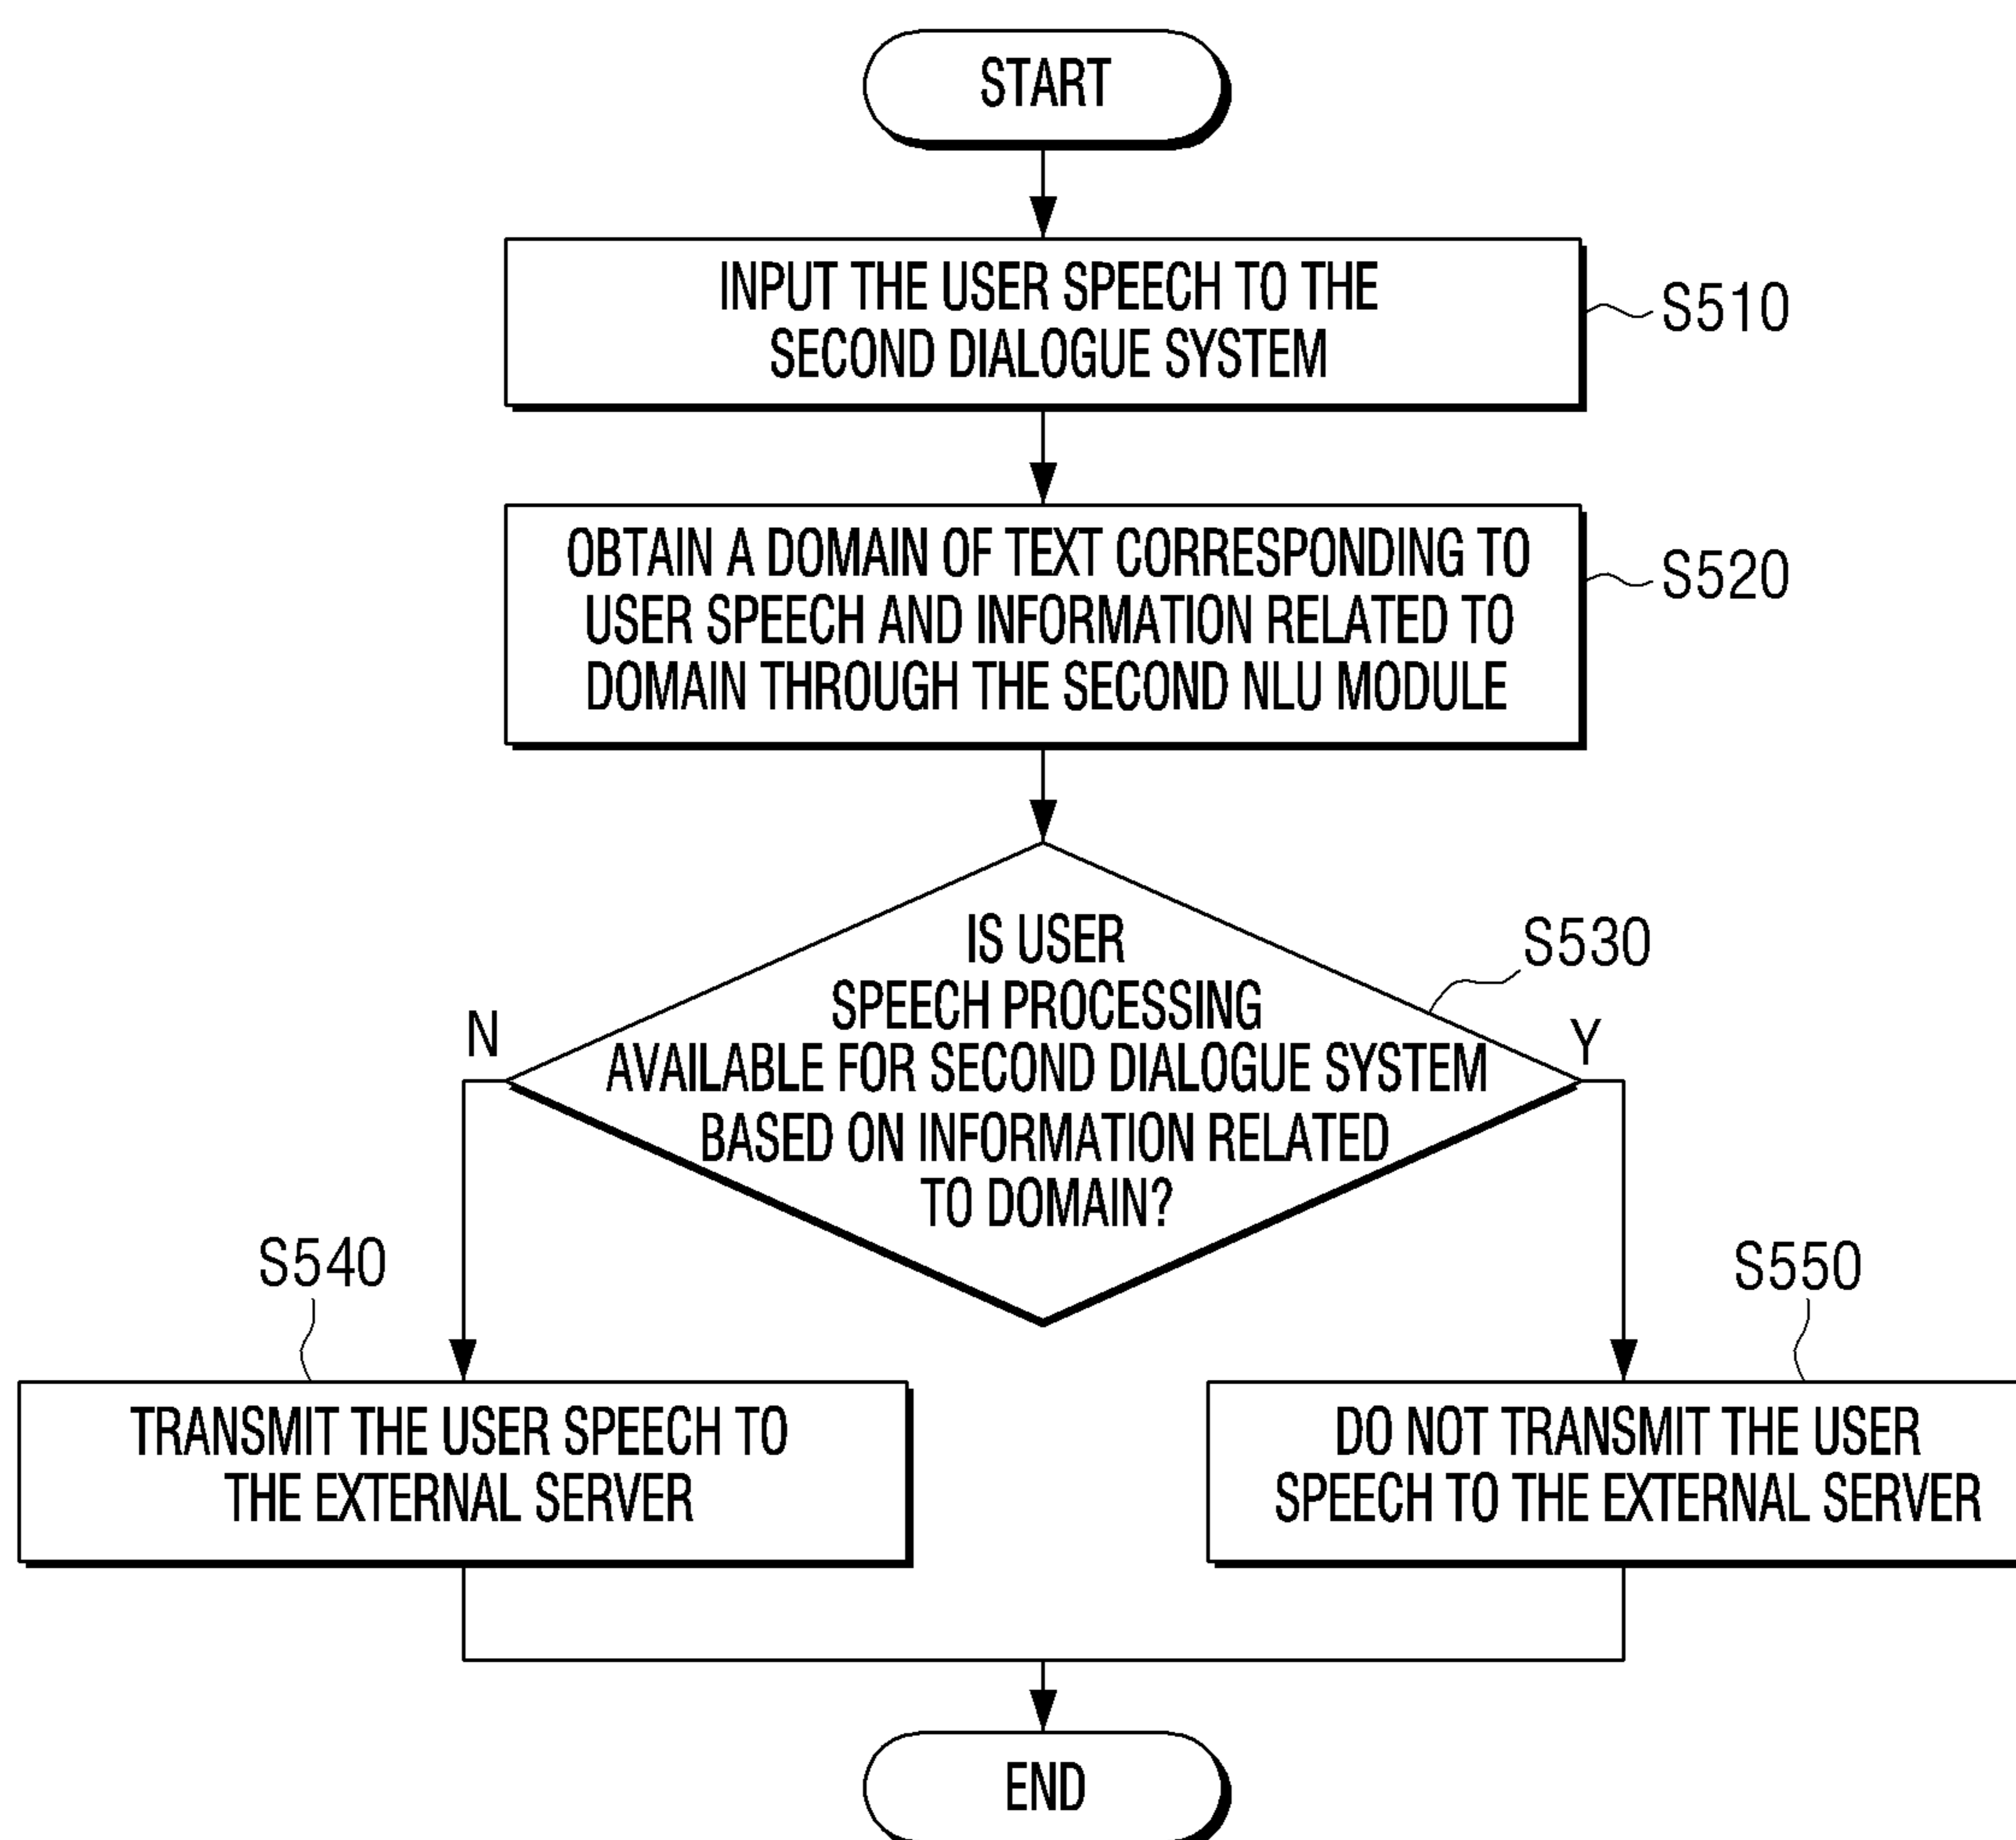 START
INPUT THE USER SPEECH TO THE
SECOND DIALOGUE SYSTEM
S510
OBTAIN A DOMAIN OF TEXT CORRESPONDING TO
USER SPEECH AND INFORMATION RELATED TO
DOMAIN THROUGH THE SECOND NLU MODULE
S520
IS USER
SPEECH PROCESSING
AVAILABLE FOR SECOND DIALOGUE SYSTEM
BASED ON INFORMATION RELATED
TO DOMAIN?
S530
N
Y
S540
TRANSMIT THE USER SPEECH TO
THE EXTERNAL SERVER
S550
DO NOT TRANSMIT THE USER
SPEECH TO THE EXTERNAL SERVER
END